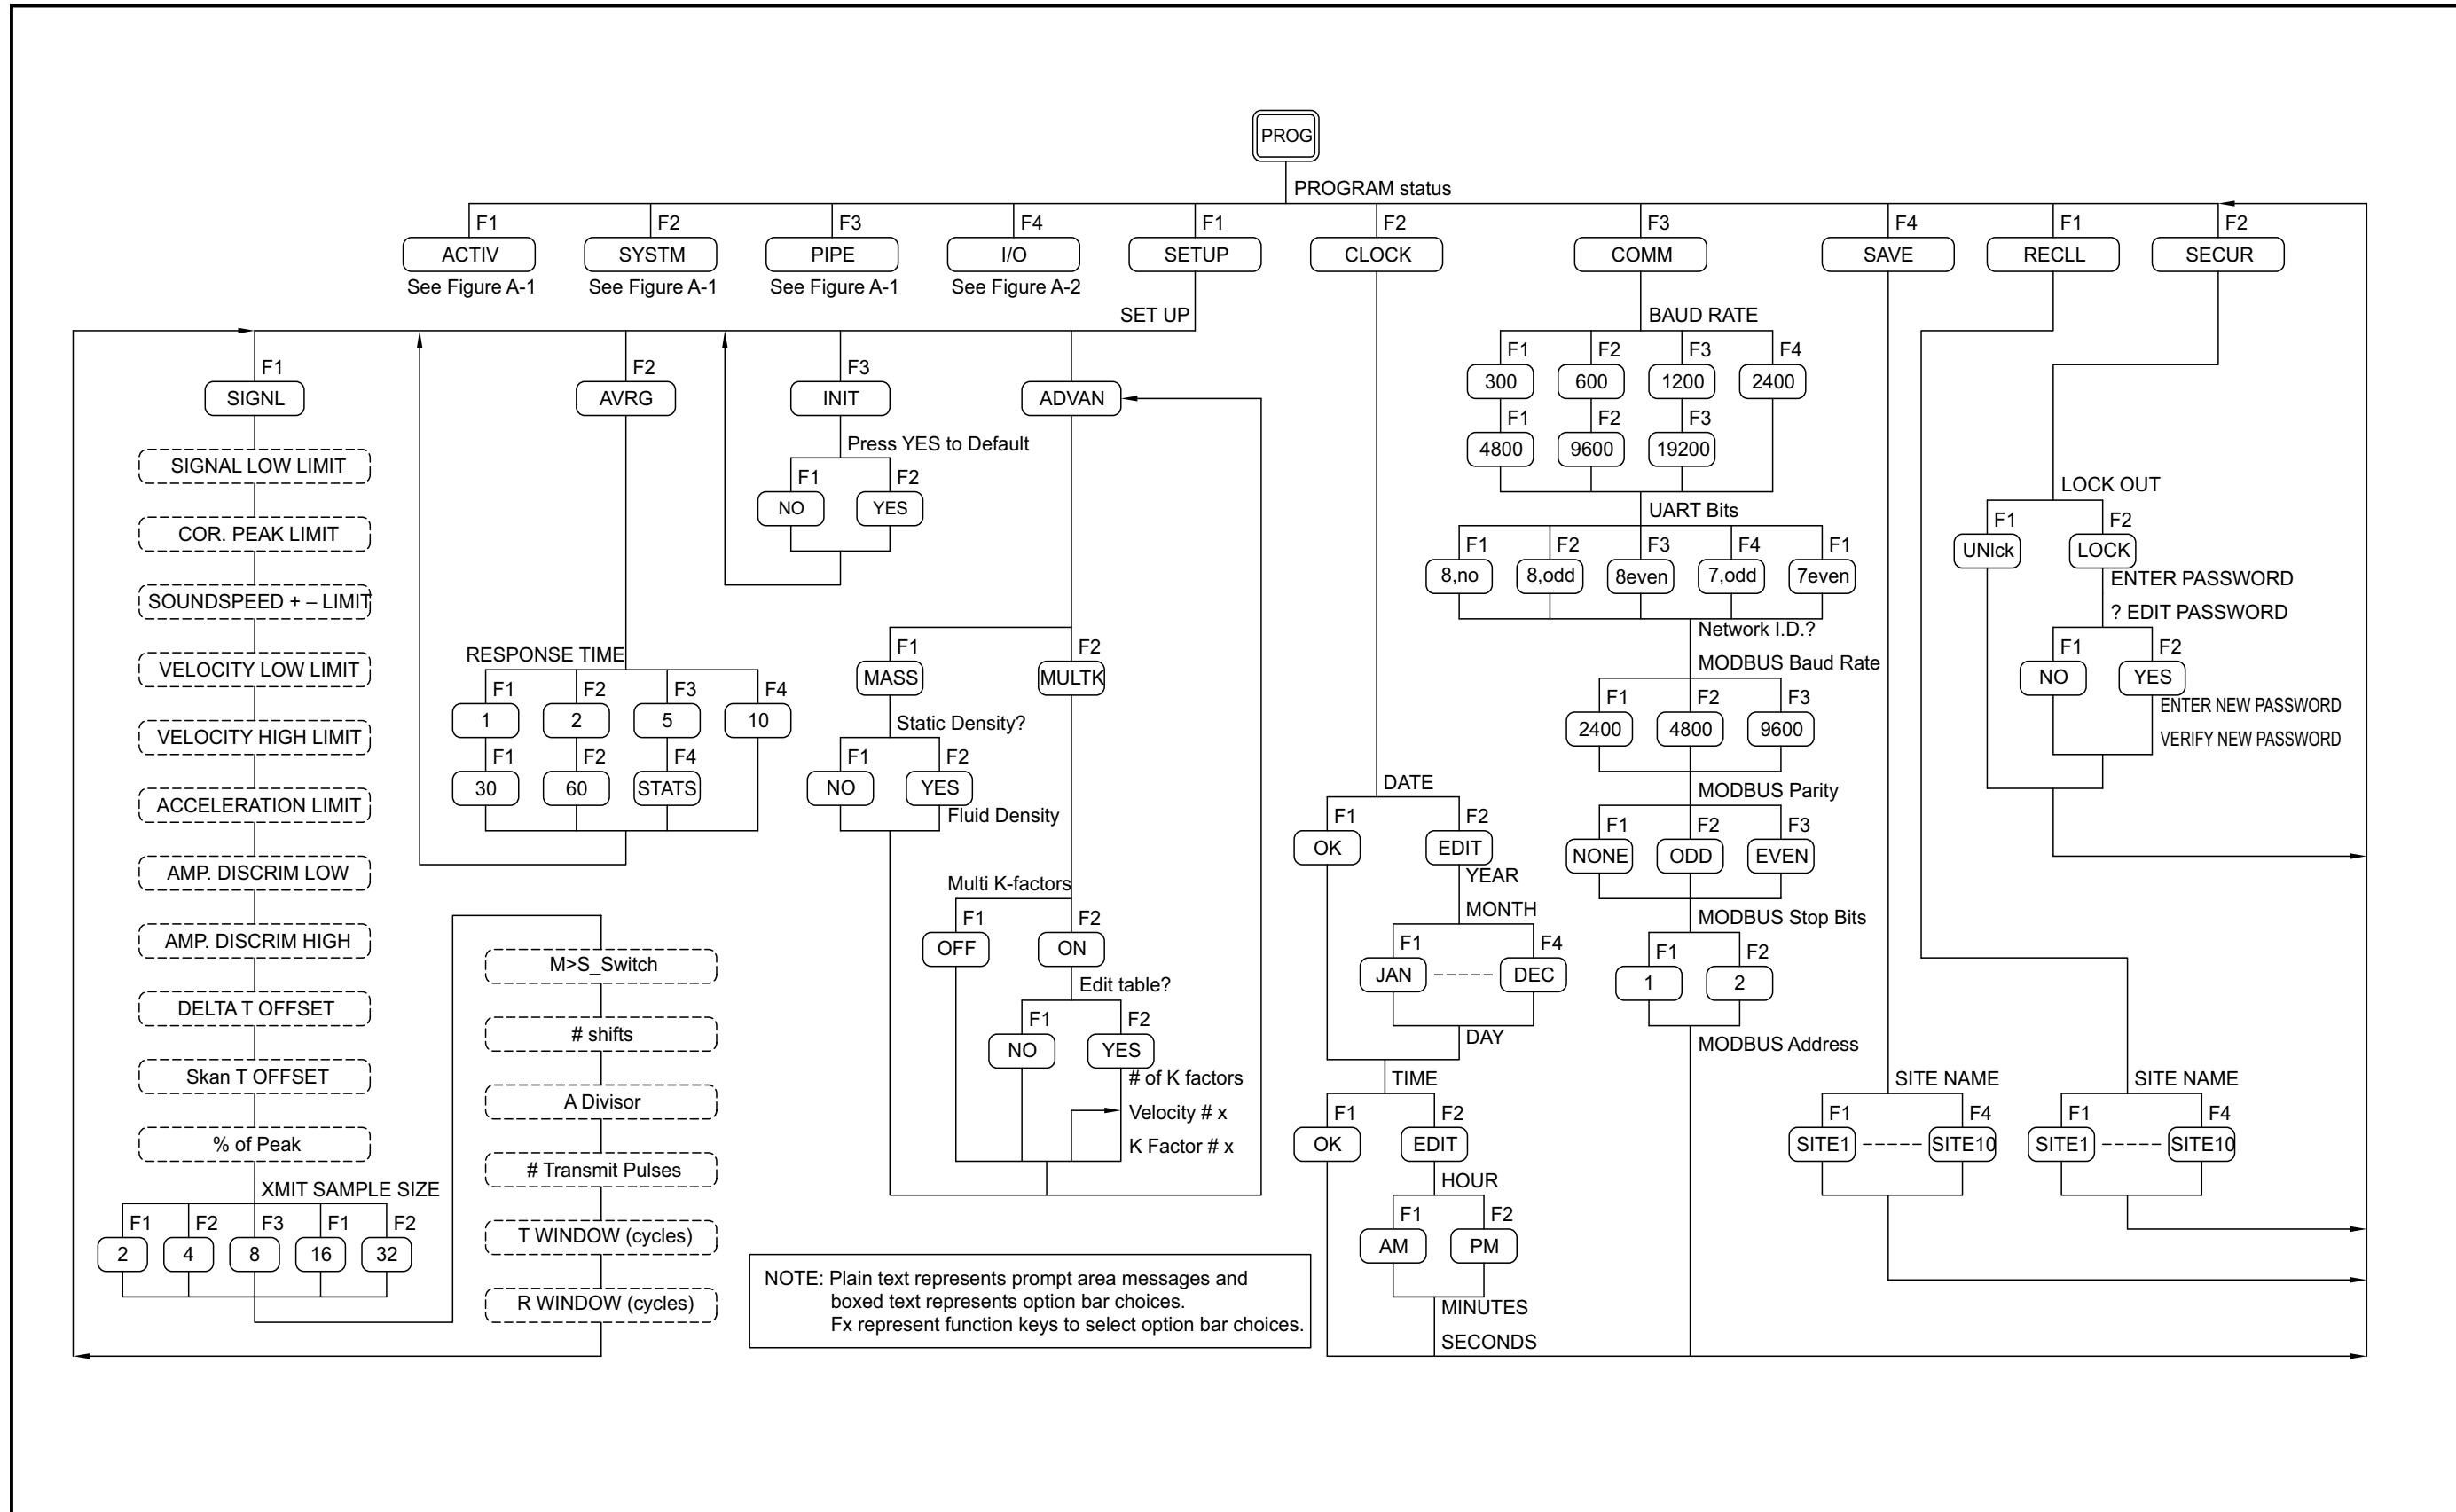 PROG
PROGRAM status
F1 F2 F3 F4 F1 F2 F3 F4 F1 F2
ACTIV SYSTM PIPE I/O SETUP CLOCK COMM SAVE RECLL SECUR
See Figure A-1 See Figure A-1 See Figure A-1 See Figure A-2
SET UP
F1 F2 F3
SIGNL AVRG INIT ADVAN
SIGNAL LOW LIMIT
COR. PEAK LIMIT
SOUNDSPEED + – LIMIT
VELOCITY LOW LIMIT
VELOCITY HIGH LIMIT
ACCELERATION LIMIT
AMP. DISCRIM LOW
AMP. DISCRIM HIGH
DELTA T OFFSET
Skan T OFFSET
% of Peak
XMIT SAMPLE SIZE
F1 F2 F3 F1 F2
2 4 8 16 32
M>S_Switch
# shifts
A Divisor
# Transmit Pulses
T WINDOW (cycles)
R WINDOW (cycles)
RESPONSE TIME
F1 F2 F3 F4
1 2 5 10
F1 F2 F4
30 60 STATS
Press YES to Default
F1 F2
NO YES
F1 F2
MASS MULTK
Static Density?
F1 F2
NO YES
Fluid Density
Multi K-factors
F1 F2
OFF ON
Edit table?
F1 F2
NO YES
# of K factors
Velocity # x
K Factor # x
NOTE: Plain text represents prompt area messages and
boxed text represents option bar choices.
Fx represent function keys to select option bar choices.
DATE
F1 F2
OK EDIT
YEAR
MONTH
F1 F4
JAN ----- DEC
DAY
TIME
F1 F2
OK EDIT
HOUR
F1 F2
AM PM
MINUTES
SECONDS
BAUD RATE
F1 F2 F3 F4
300 600 1200 2400
F1 F2 F3
4800 9600 19200
UART Bits
F1 F2 F3 F4 F1
8,no 8,odd 8even 7,odd 7even
Network I.D.?
MODBUS Baud Rate
F1 F2 F3
2400 4800 9600
MODBUS Parity
F1 F2 F3
NONE ODD EVEN
MODBUS Stop Bits
F1 F2
1 2
MODBUS Address
SITE NAME
F1 F4
SITE1 ----- SITE10
SITE NAME
F1 F4
SITE1 ----- SITE10
LOCK OUT
F1 F2
UNlck LOCK
ENTER PASSWORD
? EDIT PASSWORD
F1 F2
NO YES
ENTER NEW PASSWORD
VERIFY NEW PASSWORD